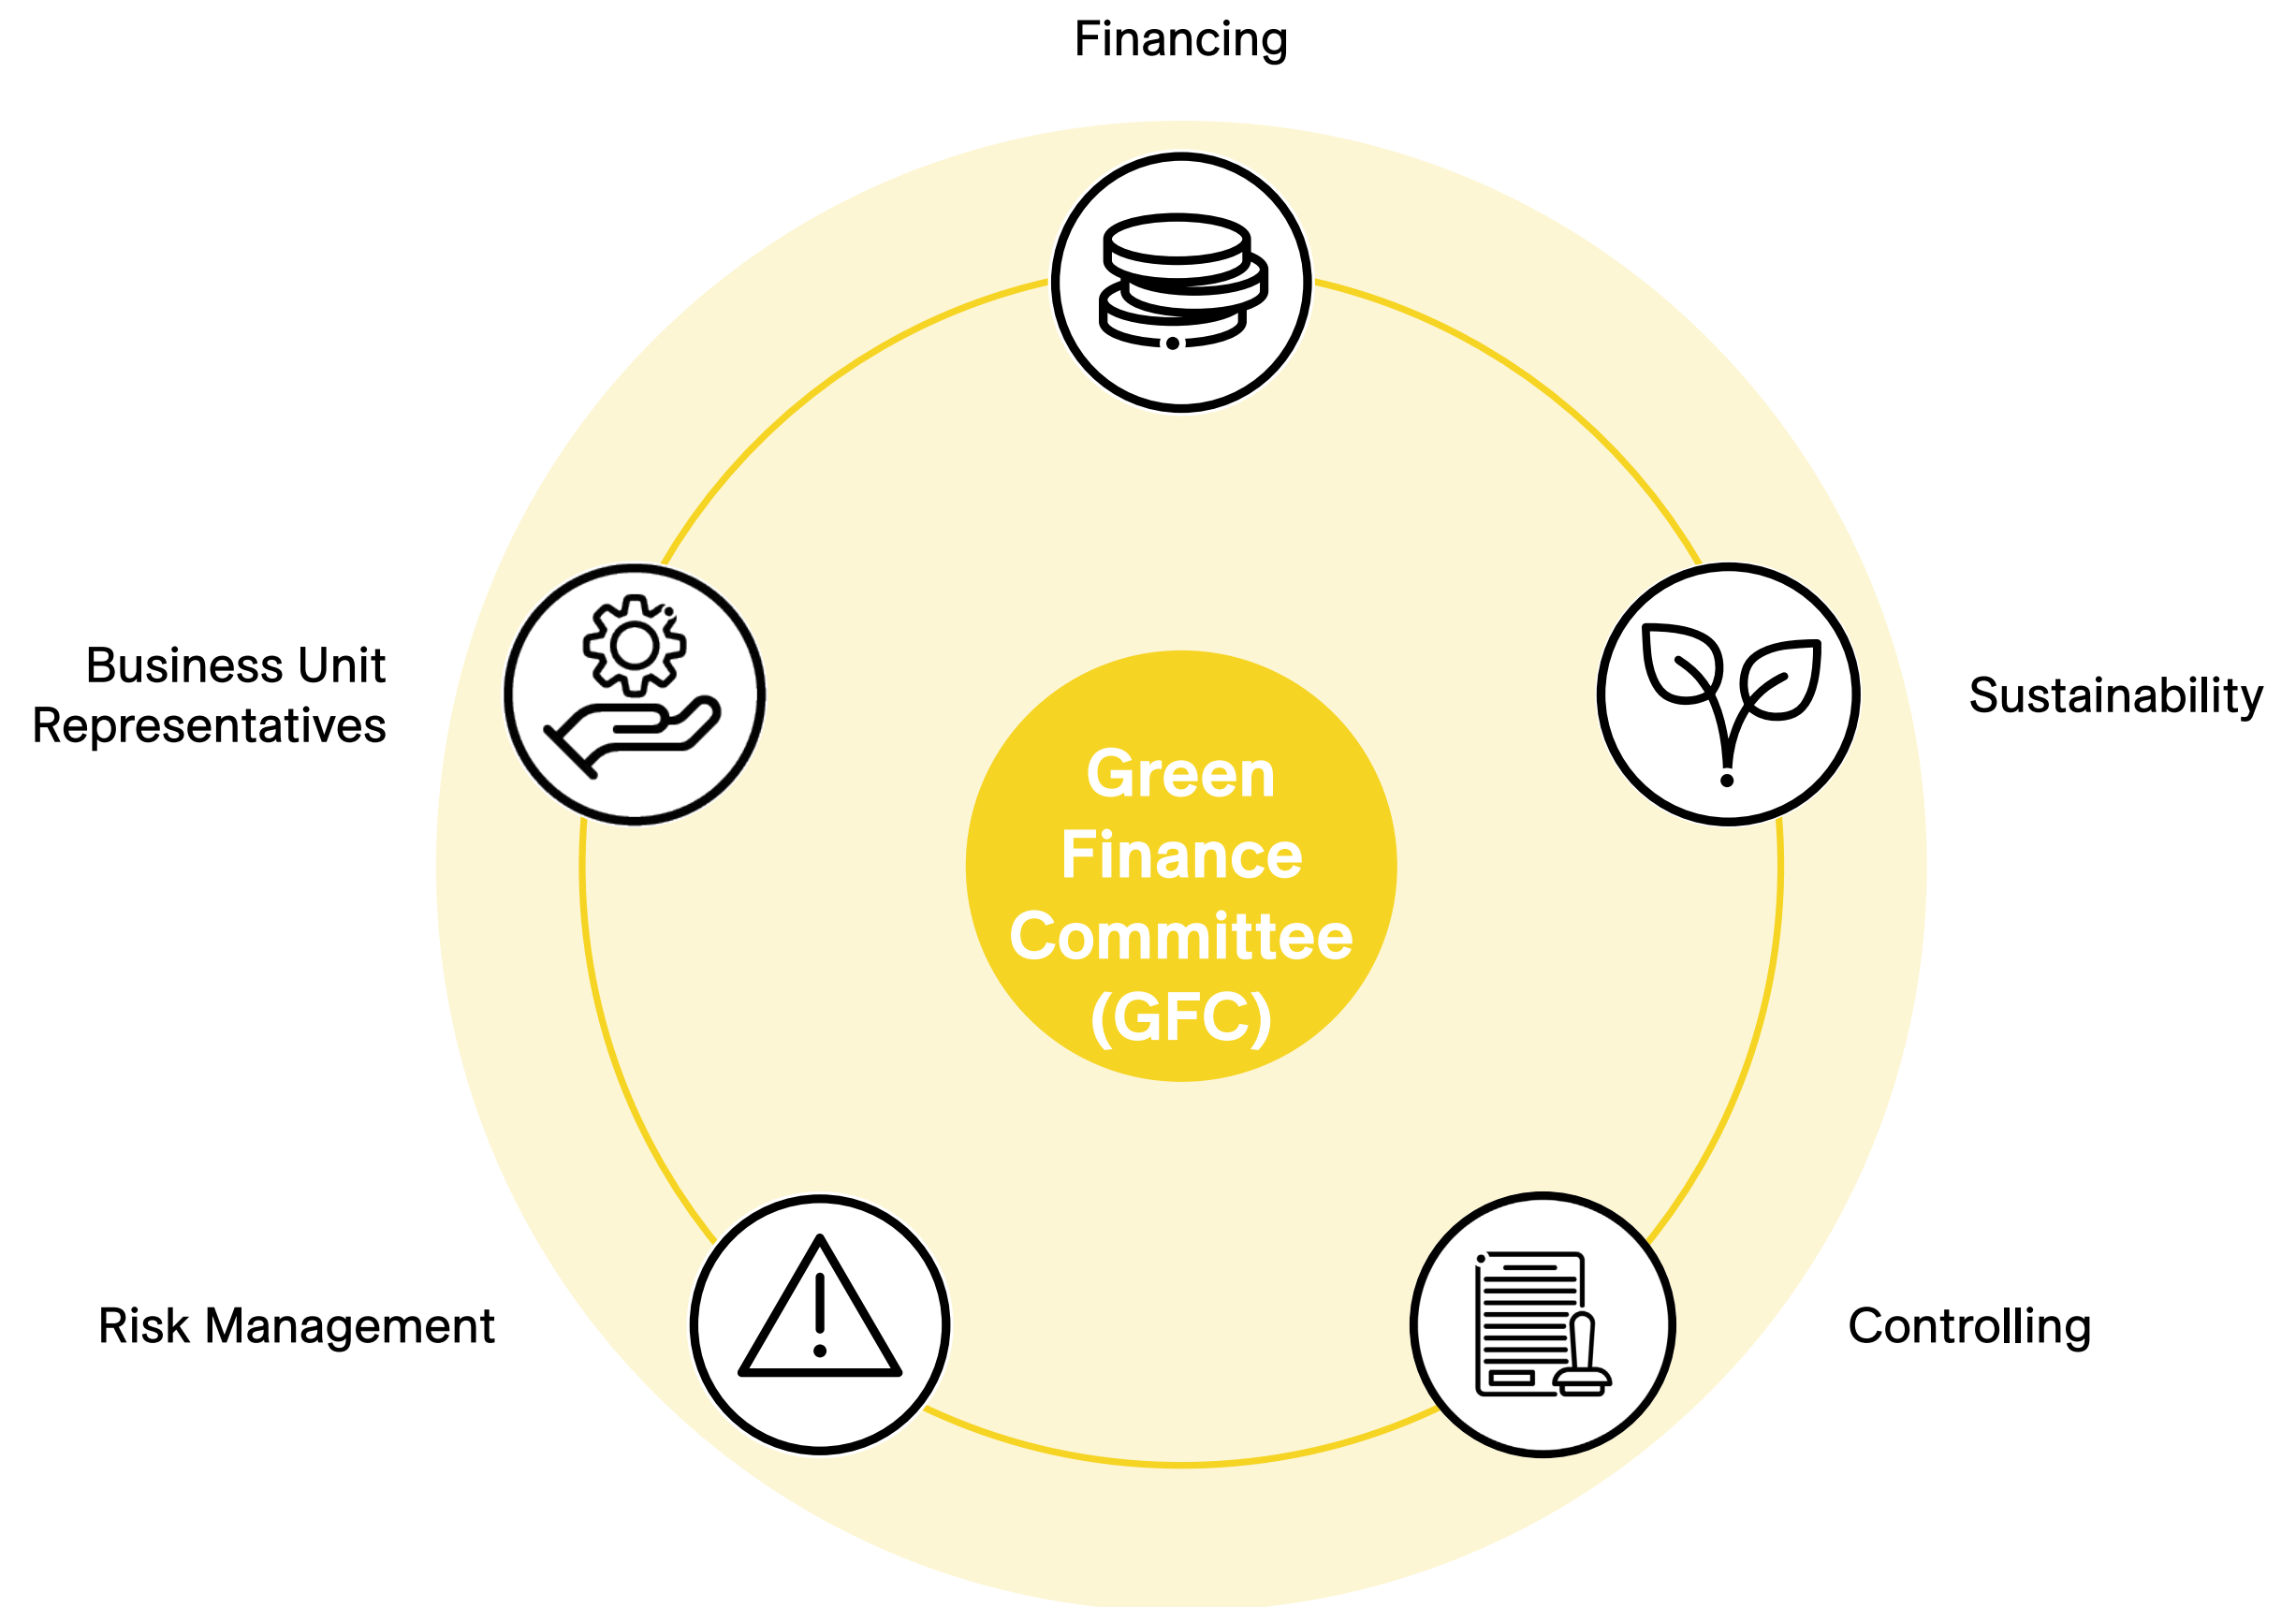 Financing
Business Unit
Representatives
Sustainability
Green
Finance
Committee
(GFC)
Risk Management
Controlling